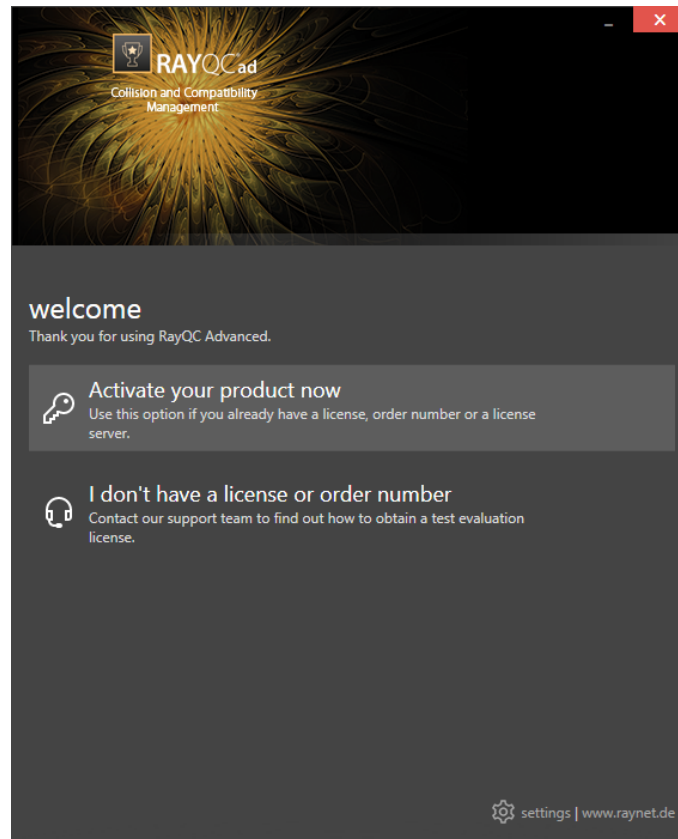 RAYQC ad
Collision and Compatibility
Management
welcome
Thank you for using RayQC Advanced.
Activate your product now
Use this option if you already have a license, order number or a license
server.
I don't have a license or order number
Contact our support team to find out how to obtain a test evaluation
license.
settings | www.raynet.de